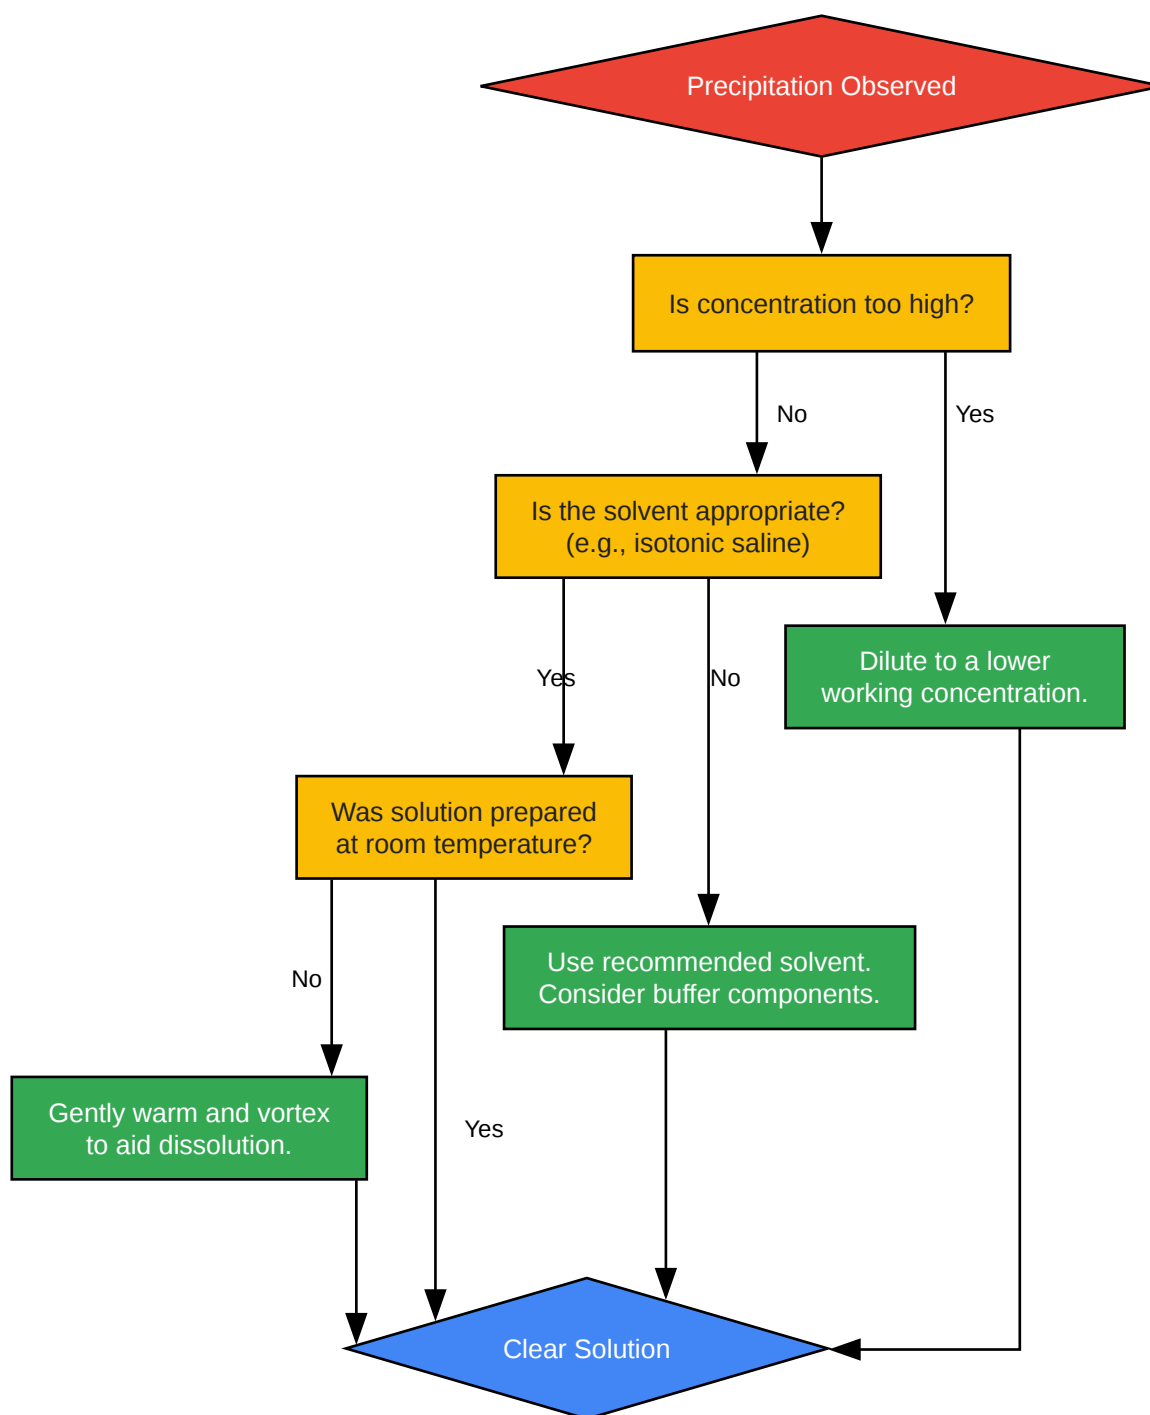 Precipitation Observed
Is concentration too high?
No
Yes
Is the solvent appropriate?
(e.g., isotonic saline)
Dilute to a lower
working concentration.
Yes
No
Was solution prepared
at room temperature?
Use recommended solvent.
Consider buffer components.
No
Gently warm and vortex
to aid dissolution.
Yes
Clear Solution